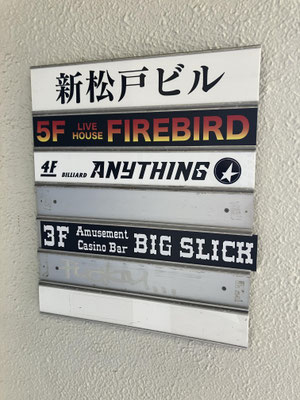 新松戸ビル
5F LIVE HOUSE FIREBIRD
4F BILLIARD ANYTHING
3F Amusement Casino Bar BIG SLICK